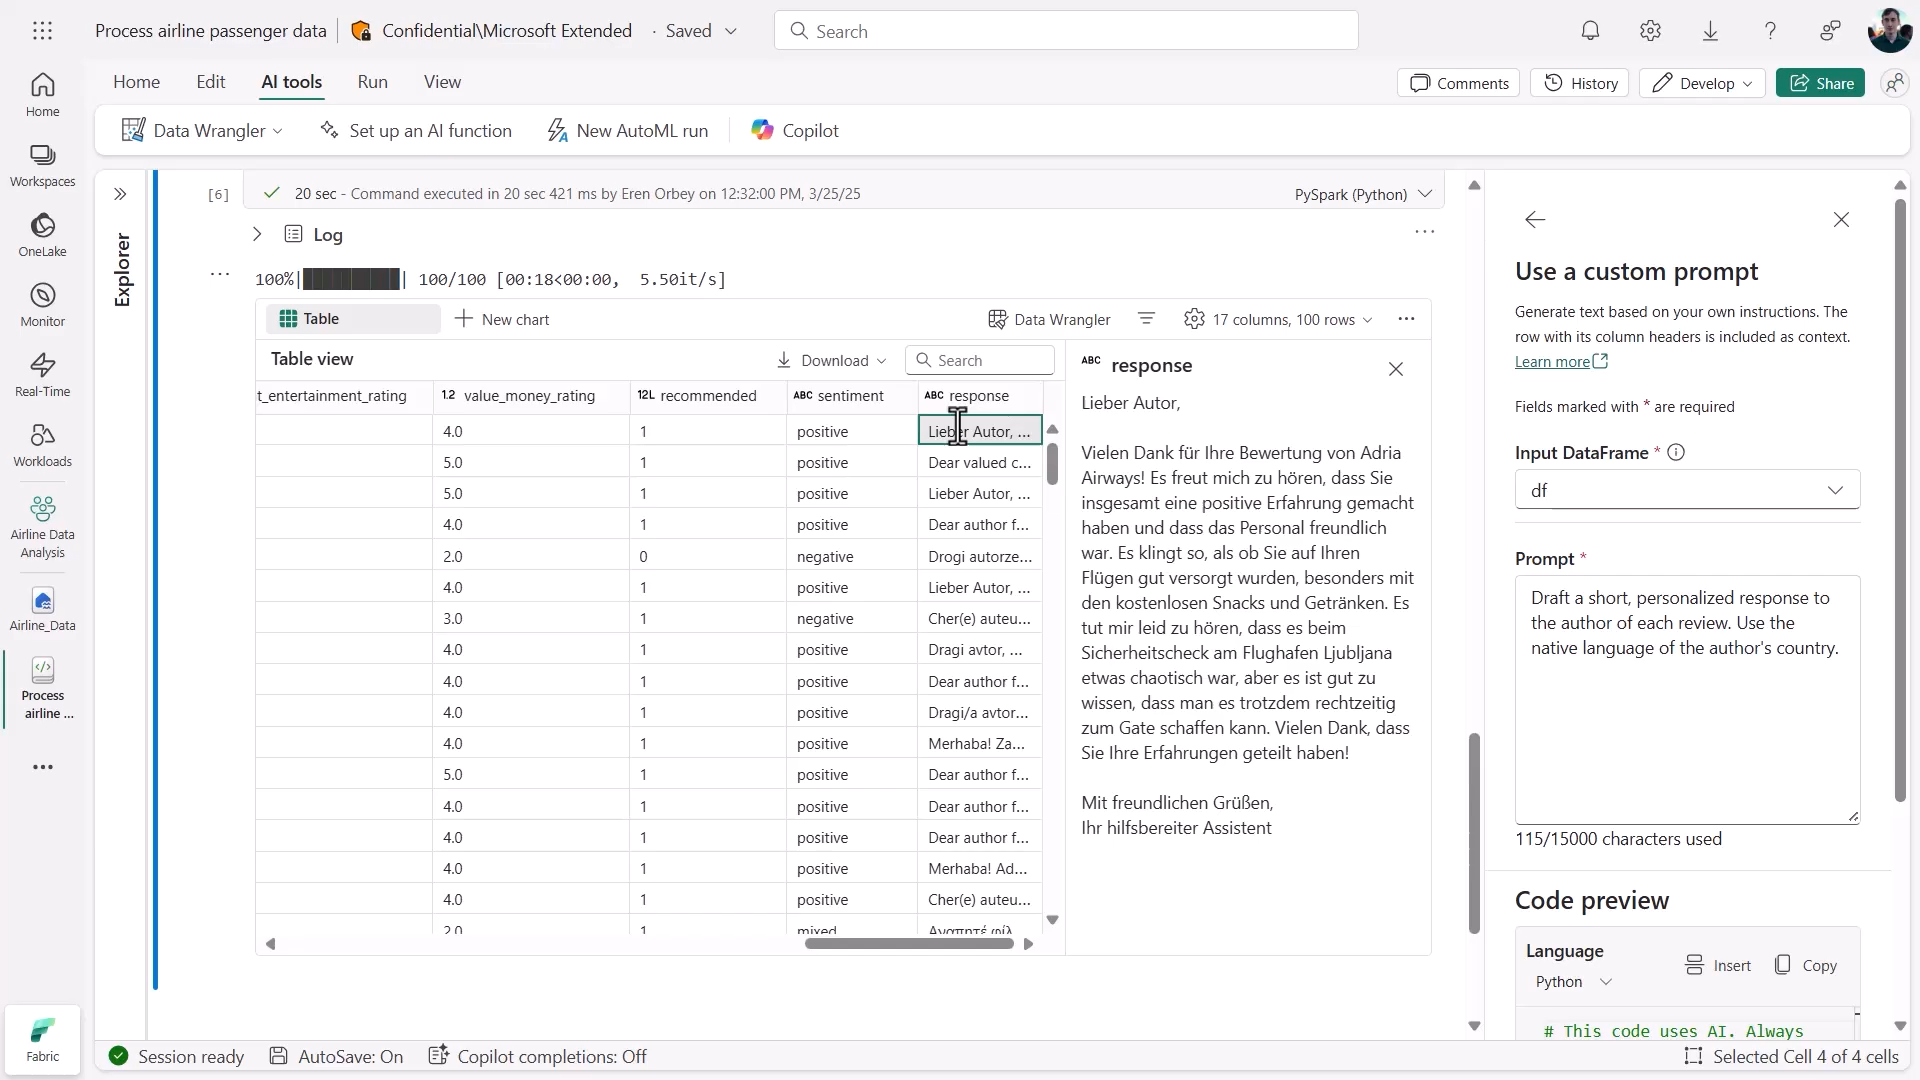 Process airline passenger data
Confidential\Microsoft Extended
· Saved
Search
Home
Edit
AI tools
Run
View
Comments
History
Develop
Share
Data Wrangler
Set up an AI function
New AutoML run
Copilot
Home
Workspaces
OneLake
Monitor
Real-Time
Workloads
Airline Data
Analysis
Airline_Data
Process
airline ...
Fabric
Explorer
[6]
20 sec - Command executed in 20 sec 421 ms by Eren Orbey on 12:32:00 PM, 3/25/25
PySpark (Python)
Log
100%|██████████| 100/100 [00:18<00:00, 5.50it/s]
Table
New chart
Data Wrangler
17 columns, 100 rows
Table view
Download
Search
t_entertainment_rating
1.2 value_money_rating
12L recommended
ABC sentiment
ABC response
4.0 1 positive Lieber Autor, ...
5.0 1 positive Dear valued c...
5.0 1 positive Lieber Autor, ...
4.0 1 positive Dear author f...
2.0 0 negative Drogi autorze...
4.0 1 positive Lieber Autor, ...
3.0 1 negative Cher(e) auteu...
4.0 1 positive Dragi avtor, ...
4.0 1 positive Dear author f...
4.0 1 positive Dragi/a avtor...
4.0 1 positive Merhaba! Za...
5.0 1 positive Dear author f...
4.0 1 positive Dear author f...
4.0 1 positive Dear author f...
4.0 1 positive Merhaba! Ad...
4.0 1 positive Cher(e) auteu...
2.0 1 mixed Αγαπητέ φίλ
ABC response
Lieber Autor,
Vielen Dank für Ihre Bewertung von Adria
Airways! Es freut mich zu hören, dass Sie
insgesamt eine positive Erfahrung gemacht
haben und dass das Personal freundlich
war. Es klingt so, als ob Sie auf Ihren
Flügen gut versorgt wurden, besonders mit
den kostenlosen Snacks und Getränken. Es
tut mir leid zu hören, dass es beim
Sicherheitscheck am Flughafen Ljubljana
etwas chaotisch war, aber es ist gut zu
wissen, dass man es trotzdem rechtzeitig
zum Gate schaffen kann. Vielen Dank, dass
Sie Ihre Erfahrungen geteilt haben!
Mit freundlichen Grüßen,
Ihr hilfsbereiter Assistent
Use a custom prompt
Generate text based on your own instructions. The
row with its column headers is included as context.
Learn more
Fields marked with * are required
Input DataFrame *
df
Prompt *
Draft a short, personalized response to
the author of each review. Use the
native language of the author's country.
115/15000 characters used
Code preview
Language
Python
Insert
Copy
# This code uses AI. Always
Session ready
AutoSave: On
Copilot completions: Off
Selected Cell 4 of 4 cells